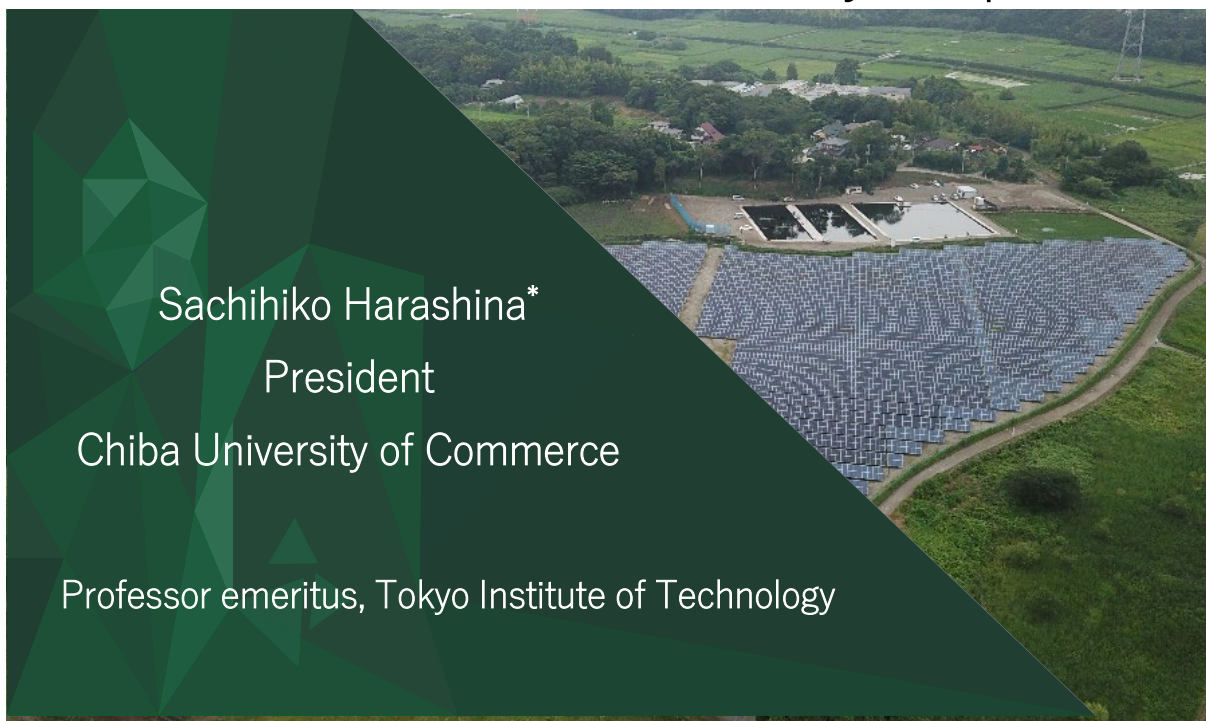 Sachihiko Harashina*
President
Chiba University of Commerce
Professor emeritus, Tokyo Institute of Technology